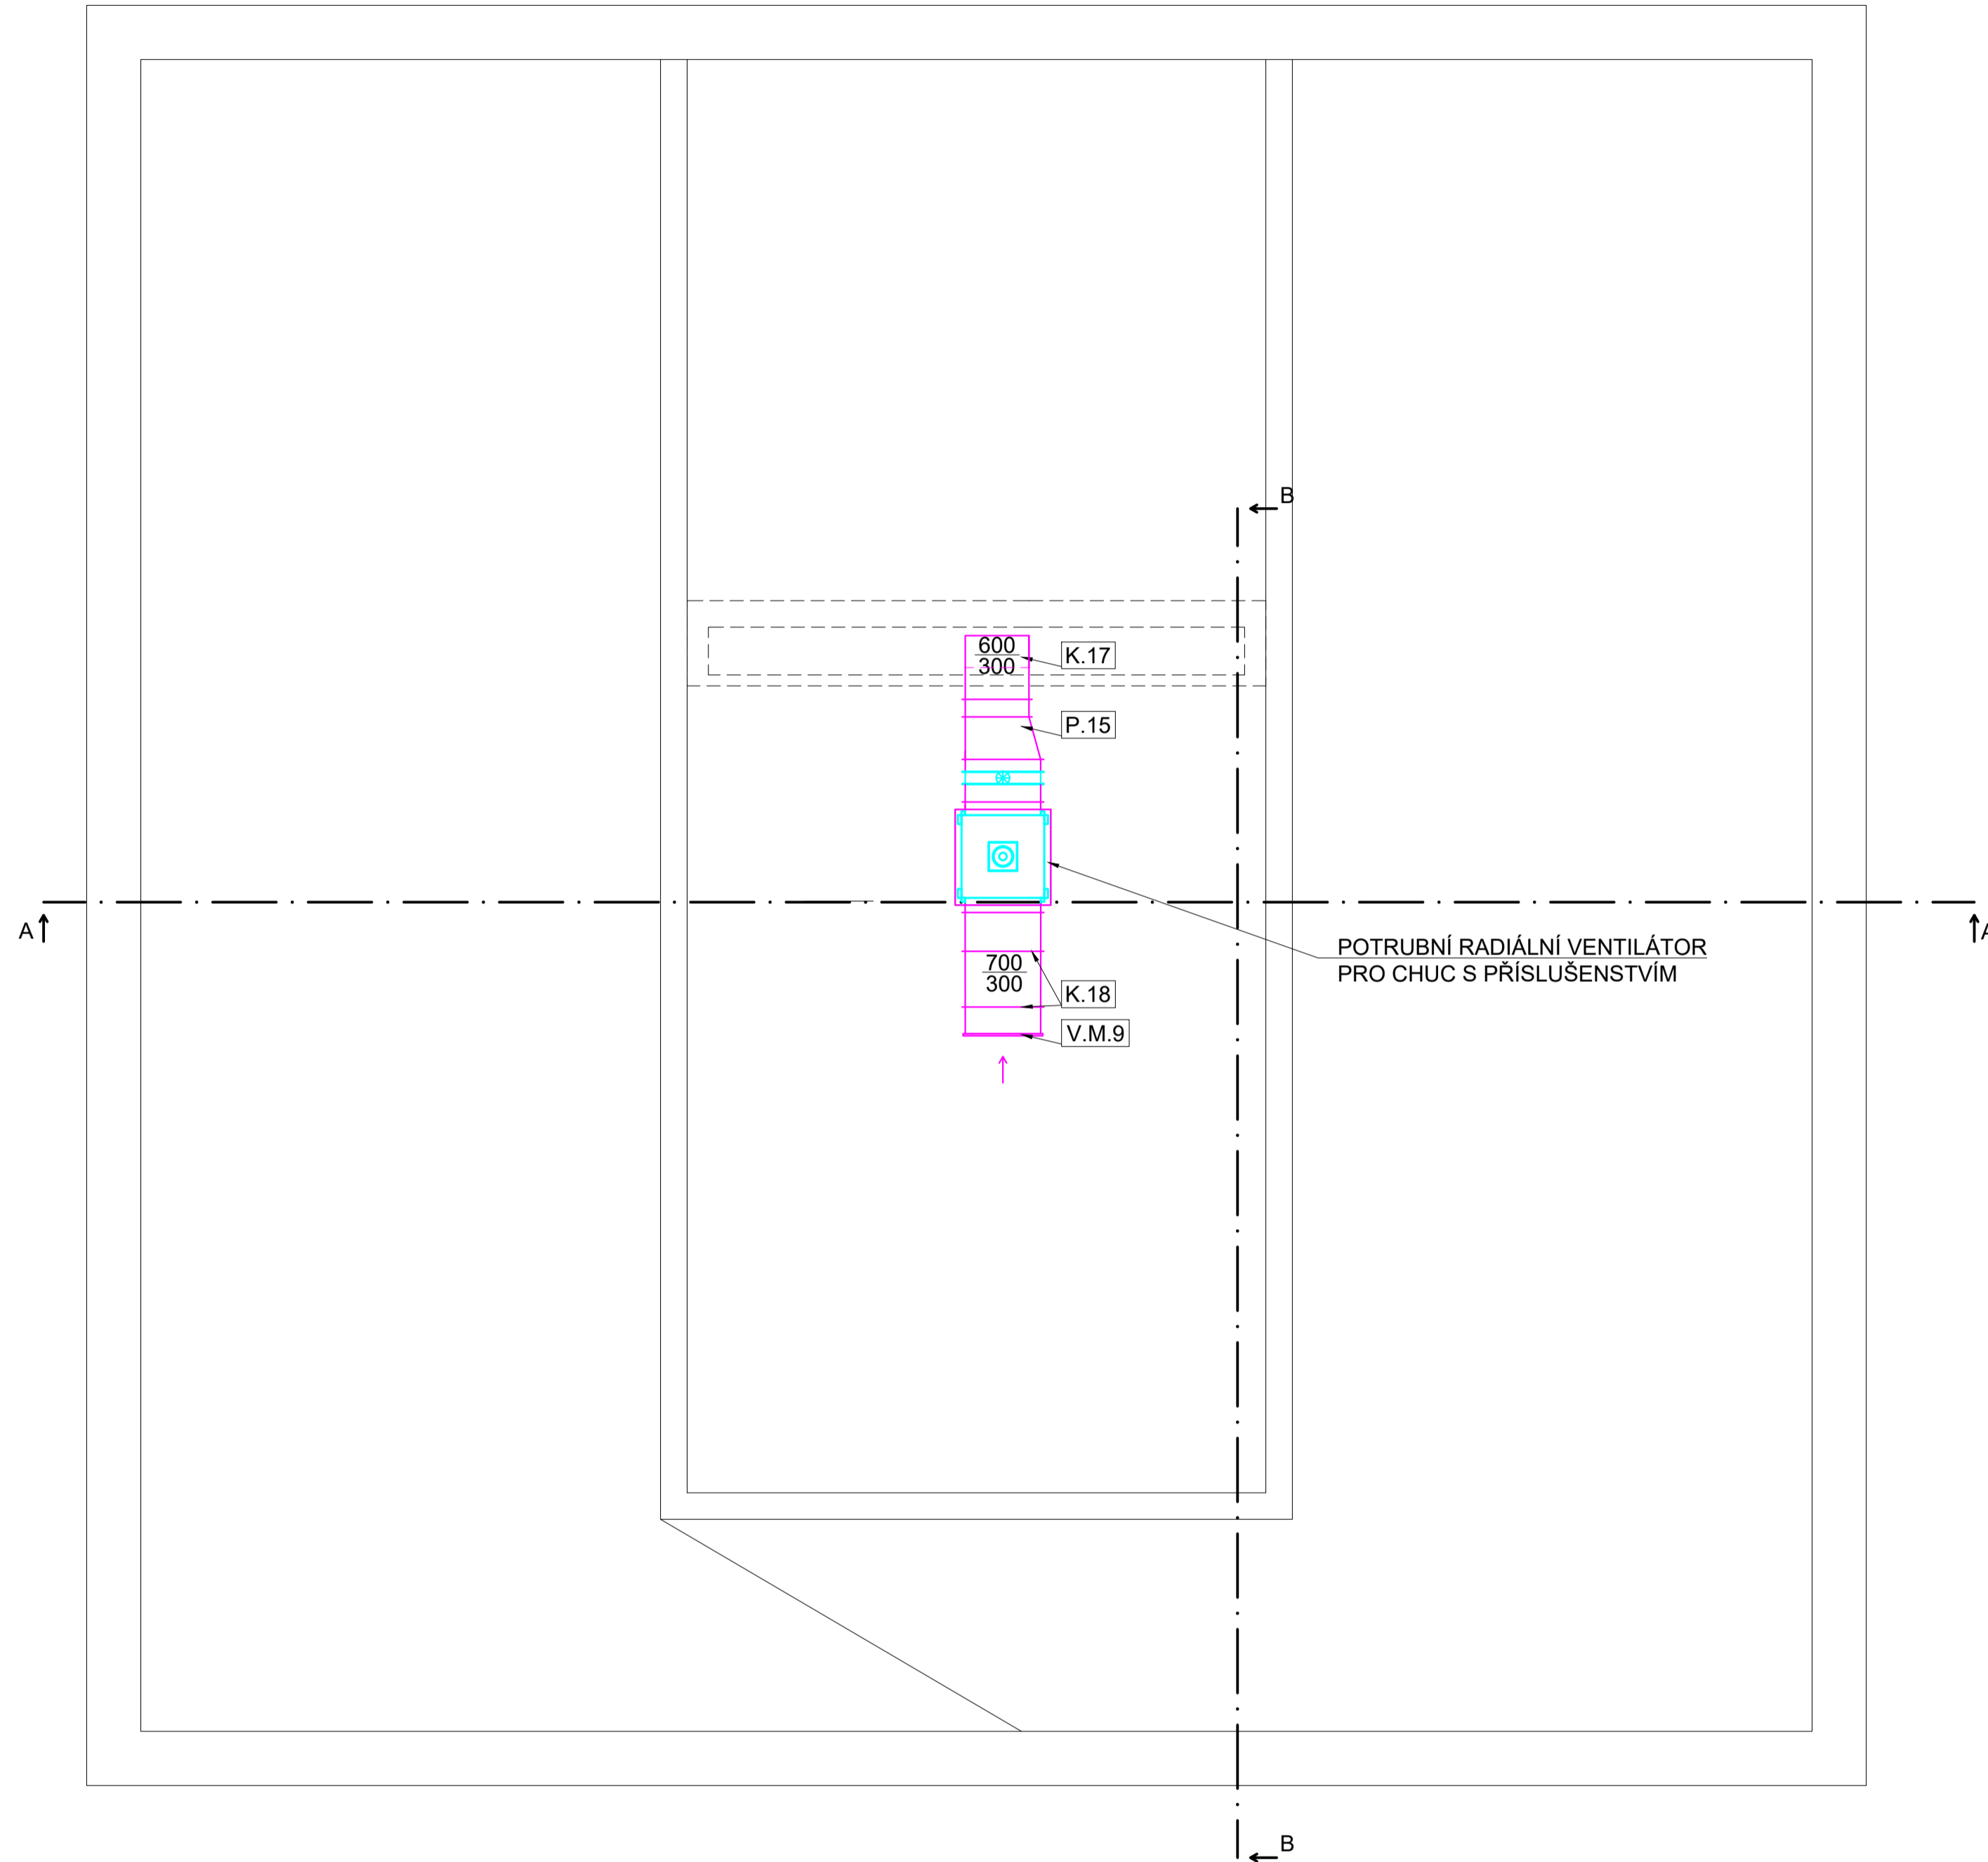 B
600
300
K.17
P.15
A
A
POTRUBNÍ RADIÁLNÍ VENTILÁTOR
PRO CHUC S PŘÍSLUŠENSTVÍM
700
300
K.18
V.M.9
B